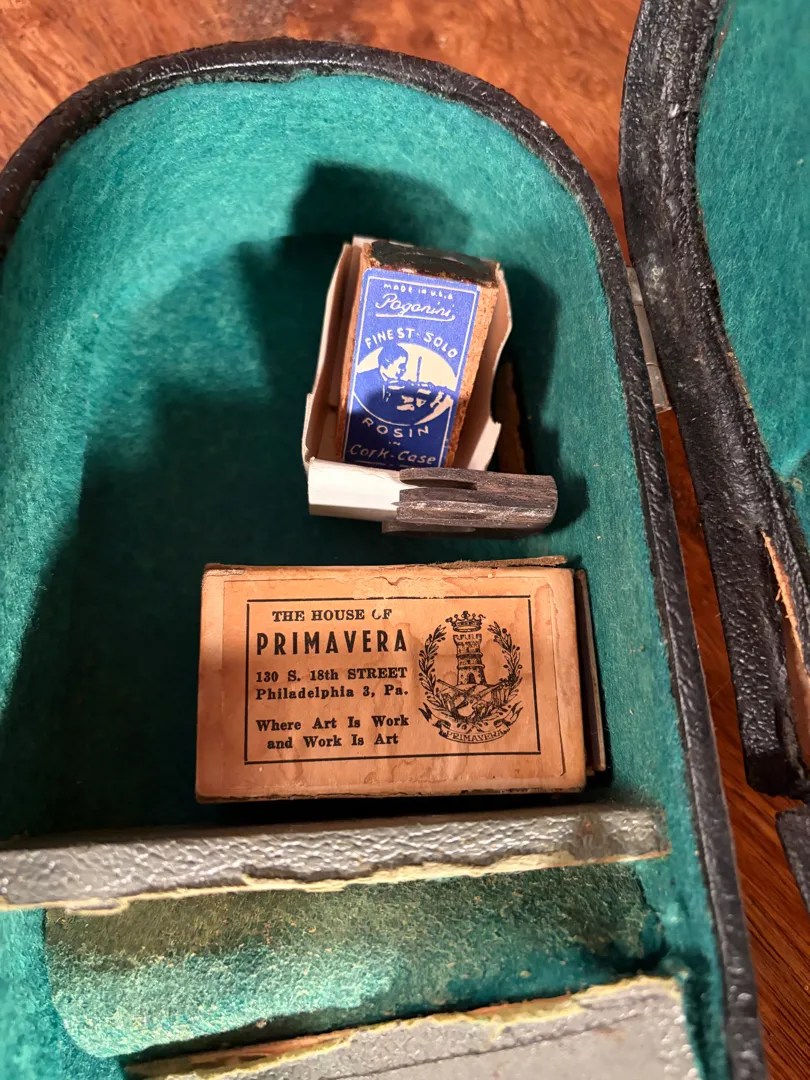 MADE IN U.S.A
Paganini
FINEST-SOLO
ROSIN
IN
Cork-Case
THE HOUSE OF
PRIMAVERA
130 S. 18th STREET
Philadelphia 3, Pa.
Where Art Is Work
and Work Is Art
PRIMAVERA